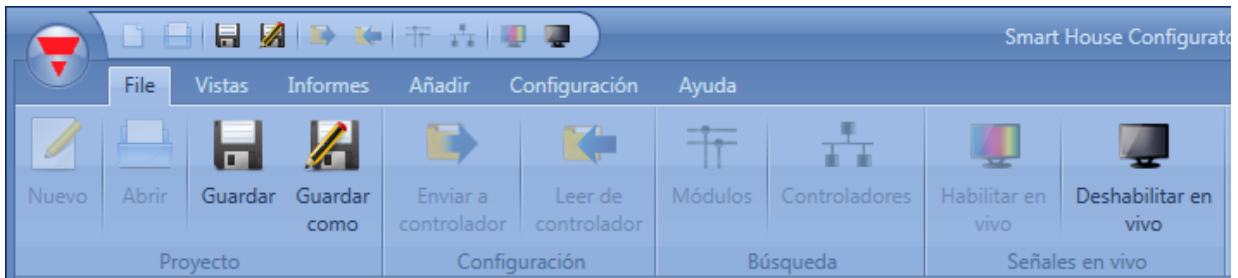 Smart House Configurato
File Vistas Informes Añadir Configuración Ayuda
Nuevo Abrir Guardar Guardar como Enviar a controlador Leer de controlador Módulos Controladores Habilitar en vivo Deshabilitar en vivo
Proyecto Configuración Búsqueda Señales en vivo